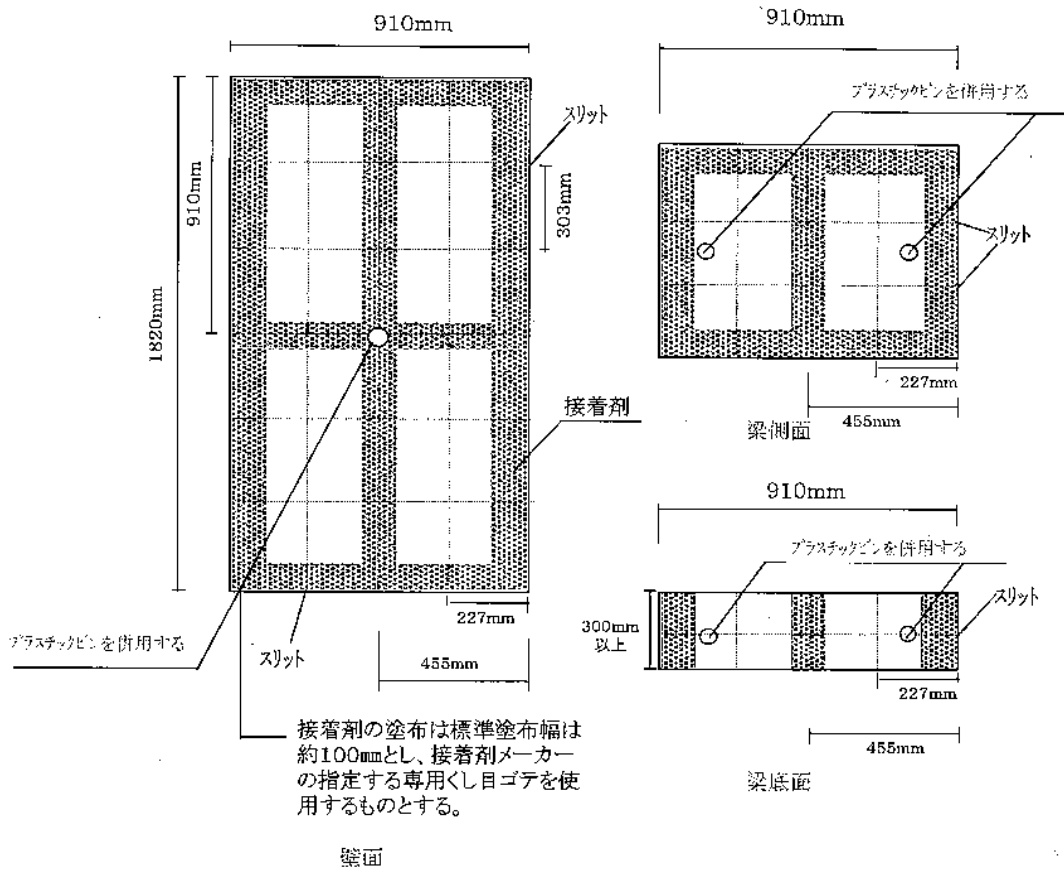 910mm
スリット
910mm
303mm
1820mm
接着剤
227mm
プラスチックピンを併用する
スリット
455mm
接着剤の塗布は標準塗布幅は
約100mmとし、接着剤メーカー
の指定する専用くし目ゴテを使
用するものとする。
壁面
910mm
プラスチックピンを併用する
スリット
227mm
455mm
梁側面
910mm
プラスチックピンを併用する
スリット
300mm
以上
227mm
455mm
梁底面